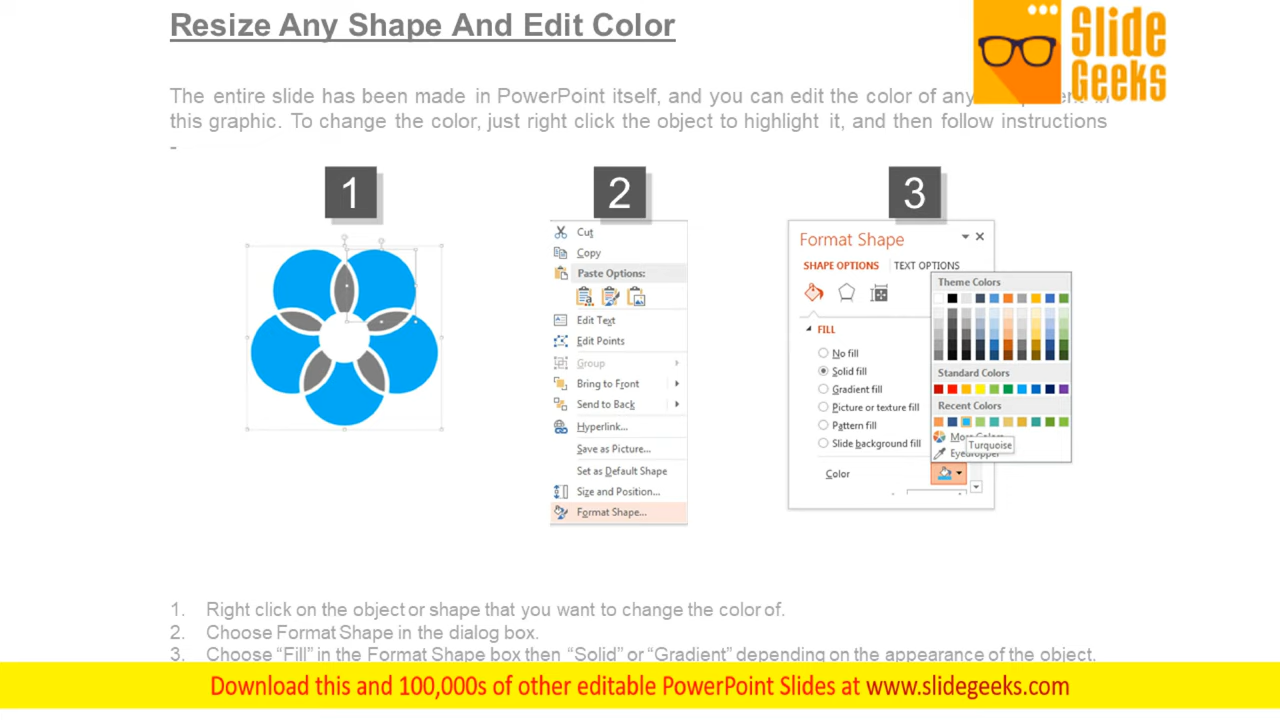 Resize Any Shape And Edit Color
Slide
Geeks
The entire slide has been made in PowerPoint itself, and you can edit the color of any
this graphic. To change the color, just right click the object to highlight it, and then follow instructions
-
1
2
3
Cut
Copy
Paste Options:
Edit Text
Edit Points
Group
Bring to Front
Send to Back
Hyperlink...
Save as Picture...
Set as Default Shape
Size and Position...
Format Shape...
Format Shape
SHAPE OPTIONS TEXT OPTIONS
FILL
No fill
Solid fill
Gradient fill
Picture or texture fill
Pattern fill
Slide background fill
Color
Theme Colors
Standard Colors
Recent Colors
More Colors
Turquoise
Eyedropper
1. Right click on the object or shape that you want to change the color of.
2. Choose Format Shape in the dialog box.
3. Choose “Fill” in the Format Shape box then “Solid” or “Gradient” depending on the appearance of the object.
Download this and 100,000s of other editable PowerPoint Slides at www.slidegeeks.com